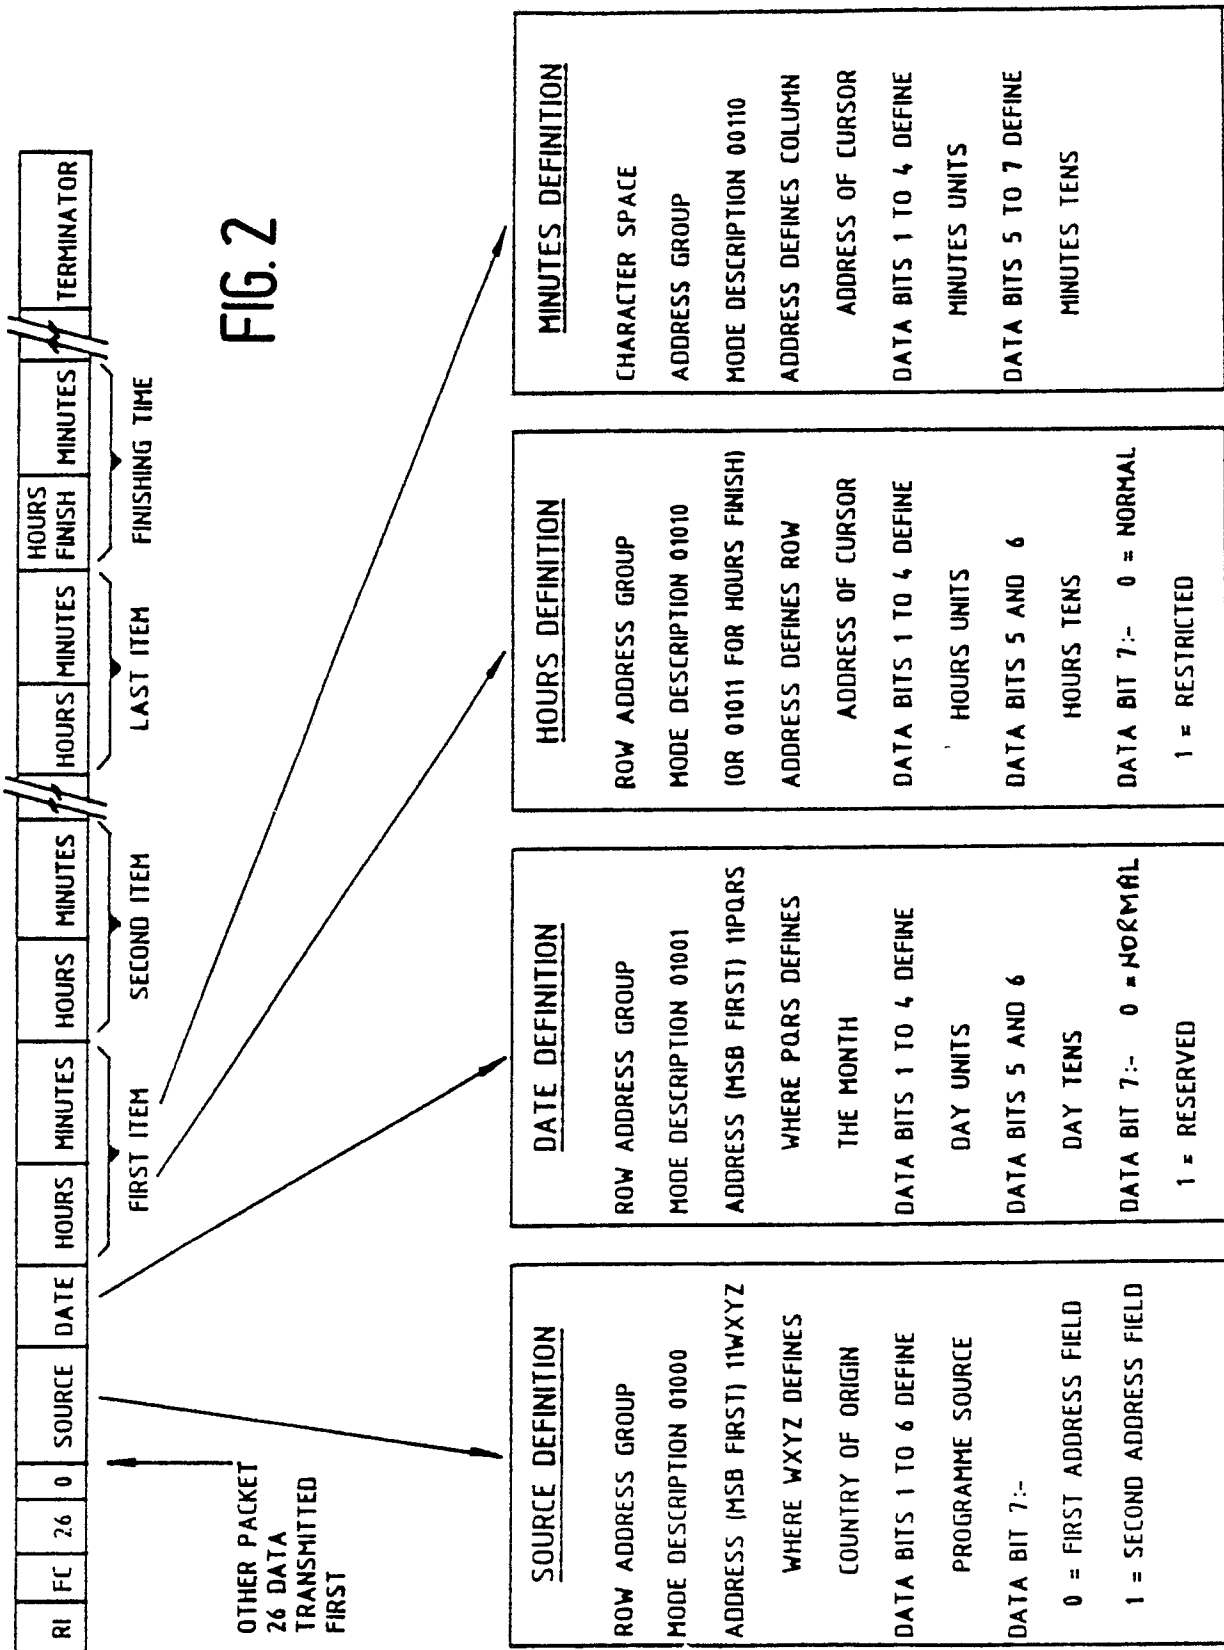 RI FC 26 0 SOURCE DATE HOURS MINUTES HOURS MINUTES HOURS MINUTES HOURS FINISH MINUTES TERMINATOR
FIRST ITEM
SECOND ITEM
LAST ITEM
FINISHING TIME
OTHER PACKET
26 DATA
TRANSMITTED
FIRST
FIG. 2
SOURCE DEFINITION
ROW ADDRESS GROUP
MODE DESCRIPTION 01000
ADDRESS (MSB FIRST) 11WXYZ
WHERE WXYZ DEFINES
COUNTRY OF ORIGIN
DATA BITS 1 TO 6 DEFINE
PROGRAMME SOURCE
DATA BIT 7:-
0 = FIRST ADDRESS FIELD
1 = SECOND ADDRESS FIELD
DATE DEFINITION
ROW ADDRESS GROUP
MODE DESCRIPTION 01001
ADDRESS (MSB FIRST) 11PQRS
WHERE PQRS DEFINES
THE MONTH
DATA BITS 1 TO 4 DEFINE
DAY UNITS
DATA BITS 5 AND 6
DAY TENS
DATA BIT 7:- 0 = NORMAL
1 = RESERVED
HOURS DEFINITION
ROW ADDRESS GROUP
MODE DESCRIPTION 01010
(OR 01011 FOR HOURS FINISH)
ADDRESS DEFINES ROW
ADDRESS OF CURSOR
DATA BITS 1 TO 4 DEFINE
HOURS UNITS
DATA BITS 5 AND 6
HOURS TENS
DATA BIT 7:- 0 = NORMAL
1 = RESTRICTED
MINUTES DEFINITION
CHARACTER SPACE
ADDRESS GROUP
MODE DESCRIPTION 00110
ADDRESS DEFINES COLUMN
ADDRESS OF CURSOR
DATA BITS 1 TO 4 DEFINE
MINUTES UNITS
DATA BITS 5 TO 7 DEFINE
MINUTES TENS